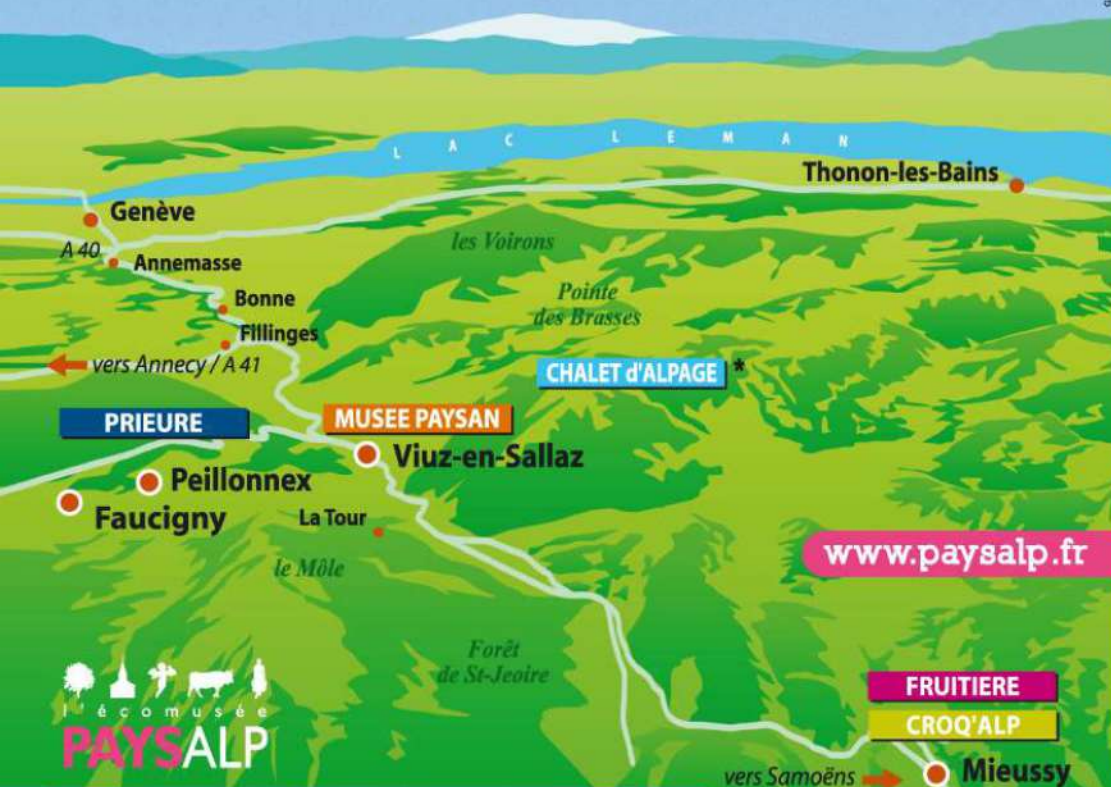 LAC LEMAN
Thonon-les-Bains
Genève
les Voirons
A 40
Annemasse
Pointe
des Brasses
Bonne
FIllinges
vers Annecy / A 41
CHALET d'ALPAGE *
PRIEURE
MUSEE PAYSAN
Viuz-en-Sallaz
Peillonnex
Faucigny
La Tour
le Môle
www.paysalp.fr
Forêt
de St-Jeoire
l'écomusée
PAYSALP
FRUITIERE
CROQ'ALP
vers Samoëns
Mieussy